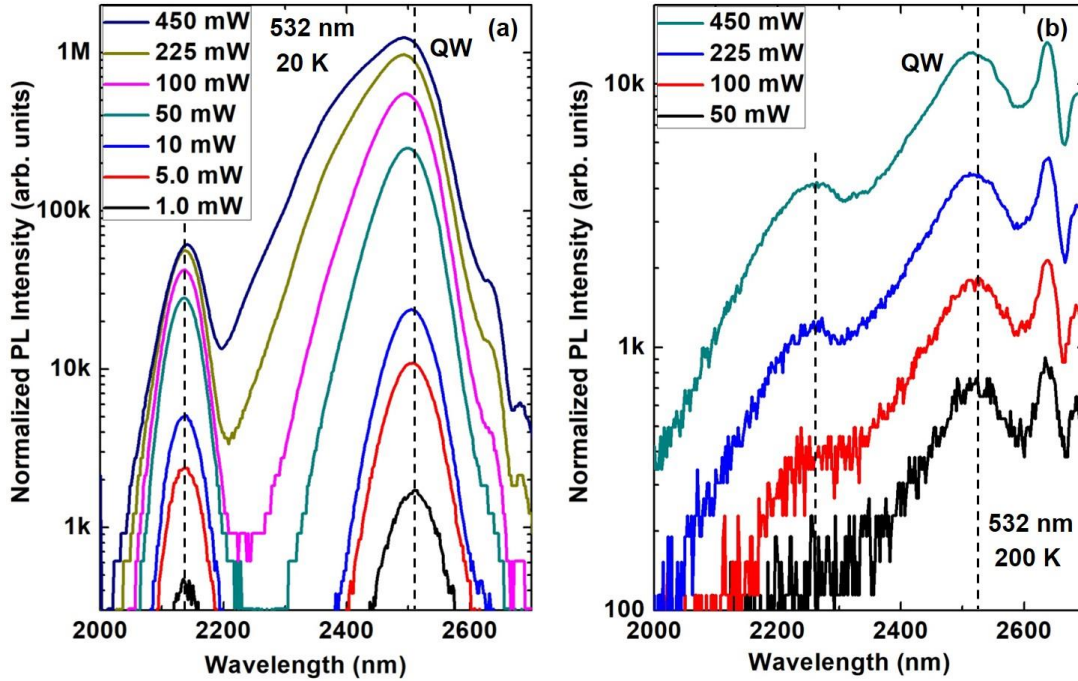 450 mW
225 mW
100 mW
50 mW
10 mW
5.0 mW
1.0 mW
532 nm
20 K
(a)
QW
1M
100k
10k
1k
Normalized PL Intensity (arb. units)
2000
2200
2400
2600
Wavelength (nm)
450 mW
225 mW
100 mW
50 mW
(b)
QW
532 nm
200 K
10k
1k
100
Normalized PL Intensity (arb. units)
2000
2200
2400
2600
Wavelength (nm)